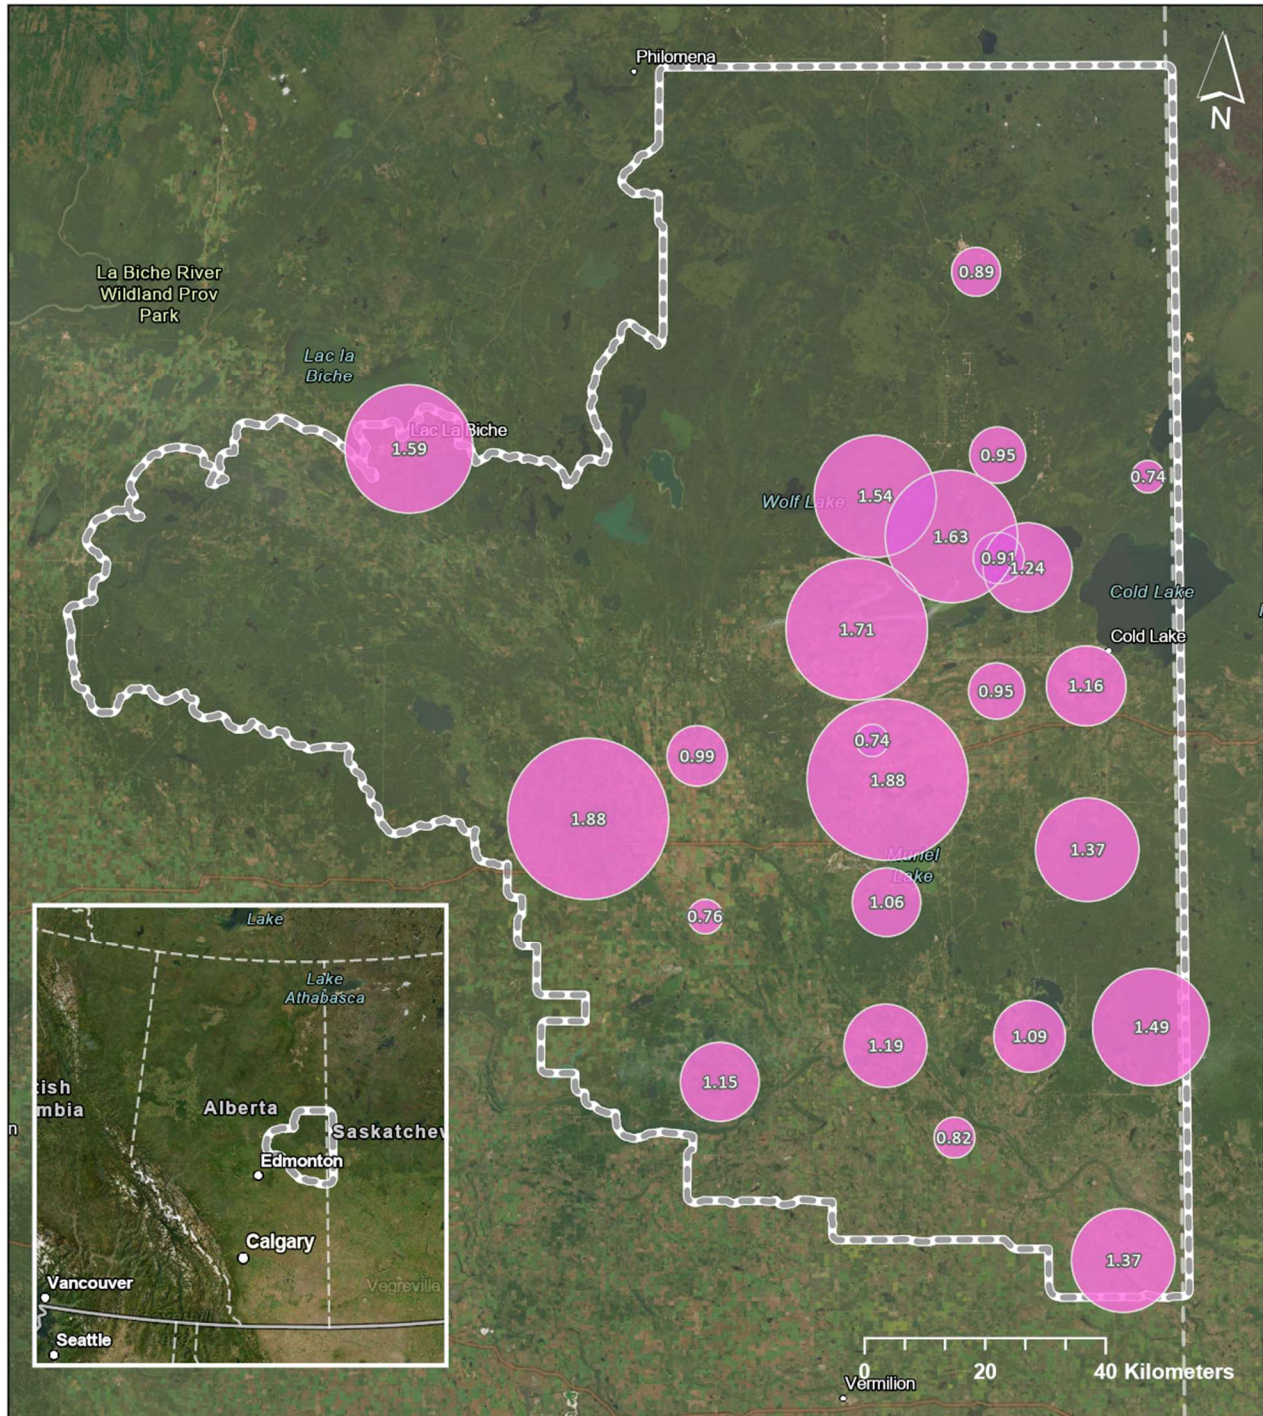 Philomena
N
La Biche River
Wildland Prov
Park
0.89
Lac la
Biche
Lac La Biche
1.59
0.95
0.74
1.54
Wolf Lake
1.63
0.91
1.24
Cold Lake
1.71
Cold Lake
0.95
1.16
0.74
0.99
1.88
1.88
1.37
Muriel
Lake
1.06
0.76
1.49
1.09
1.19
1.15
0.82
1.37
Lake
Lake
Athabasca
tish
mbia
Alberta
Saskatchew
Edmonton
Calgary
Vegreville
Vancouver
Seattle
0 20 40 Kilometers
Vermilion